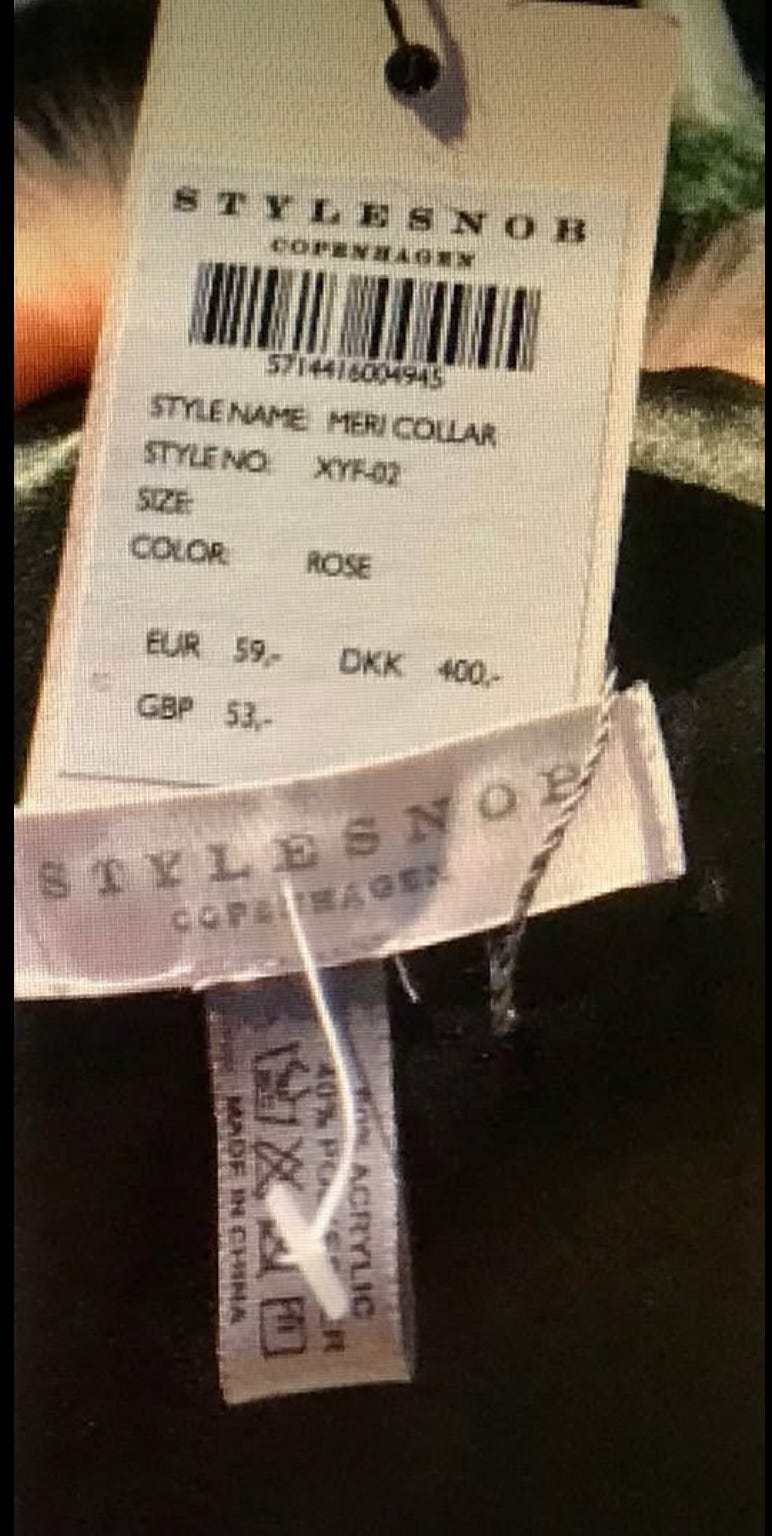 STYLESNOB
COPENHAGEN
5714416004945
STYLE NAME: MERI COLLAR
STYLE NO: XYF-02
SIZE:
COLOR: ROSE
EUR 59,- DKK 400,-
GBP 53,-
STYLESNOB
COPENHAGEN
ACRYLIC
40%
MADE IN CHINA